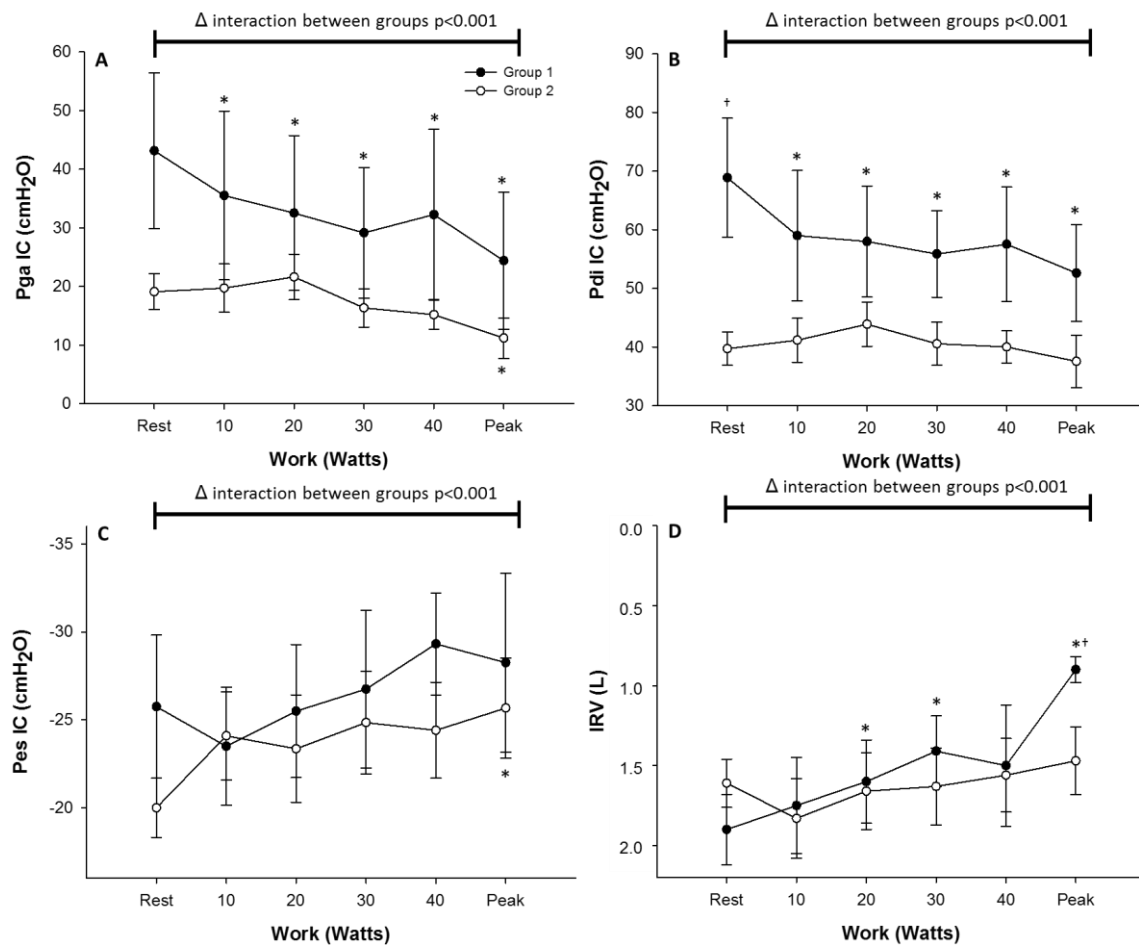 Δ interaction between groups p<0.001
A
Group 1
Group 2
Pga IC (cmH₂O)
60
50
40
30
20
10
0
* * * * *
*
Rest 10 20 30 40 Peak
Work (Watts)
Δ interaction between groups p<0.001
B
Pdi IC (cmH₂O)
90
80
70
60
50
40
30
† * * * * *
Rest 10 20 30 40 Peak
Work (Watts)
Δ interaction between groups p<0.001
C
Pes IC (cmH₂O)
-35
-30
-25
-20
*
Rest 10 20 30 40 Peak
Work (Watts)
Δ interaction between groups p<0.001
D
IRV (L)
0.0
0.5
1.0
1.5
2.0
* * *†
Rest 10 20 30 40 Peak
Work (Watts)